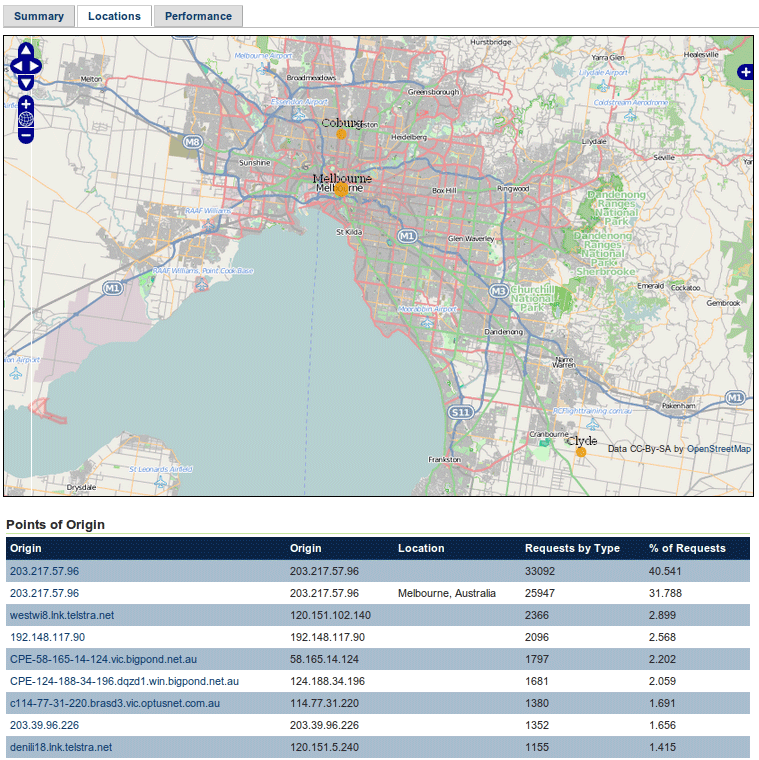 Summary Locations Performance
Hurstbridge
Melbourne Airport
Yarra Glen
Healesville
Melton
Broadmeadows
Lilydale Airport
Greensborough
Essendon Airport
Coldstream Aerodrome
Coburg
Heidelberg
M8
Lilydale
Sunshine
Seville
Melbourne
Melbourne
Box Hill
Ringwood
Dandenong
Ranges
National
Park
RAAF Williams
St Kilda
M1
Glen Waverley
Dandenong
Ranges
National
Park
Sherbrooke
RAAF Williams, Point Cook Base
M1
M3
Churchill
National
Park
Emerald
Cockatoo
Gembrook
Moorabbin Airport
Dandenong
Narre
Warren
Airport
M1
Pakenham
S11
RCFlightraining.com.au
Cranbourne
Clyde
Data CC-By-SA by OpenStreetMap
Frankston
St Leonards Airfield
Drysdale
Points of Origin
Origin Origin Location Requests by Type % of Requests
203.217.57.96 203.217.57.96 33092 40.541
203.217.57.96 203.217.57.96 Melbourne, Australia 25947 31.788
westwi8.lnk.telstra.net 120.151.102.140 2366 2.899
192.148.117.90 192.148.117.90 2096 2.568
CPE-58-165-14-124.vic.bigpond.net.au 58.165.14.124 1797 2.202
CPE-124-188-34-196.dqzd1.win.bigpond.net.au 124.188.34.196 1681 2.059
c114-77-31-220.brasd3.vic.optusnet.com.au 114.77.31.220 1380 1.691
203.39.96.226 203.39.96.226 1352 1.656
denili18.lnk.telstra.net 120.151.5.240 1155 1.415